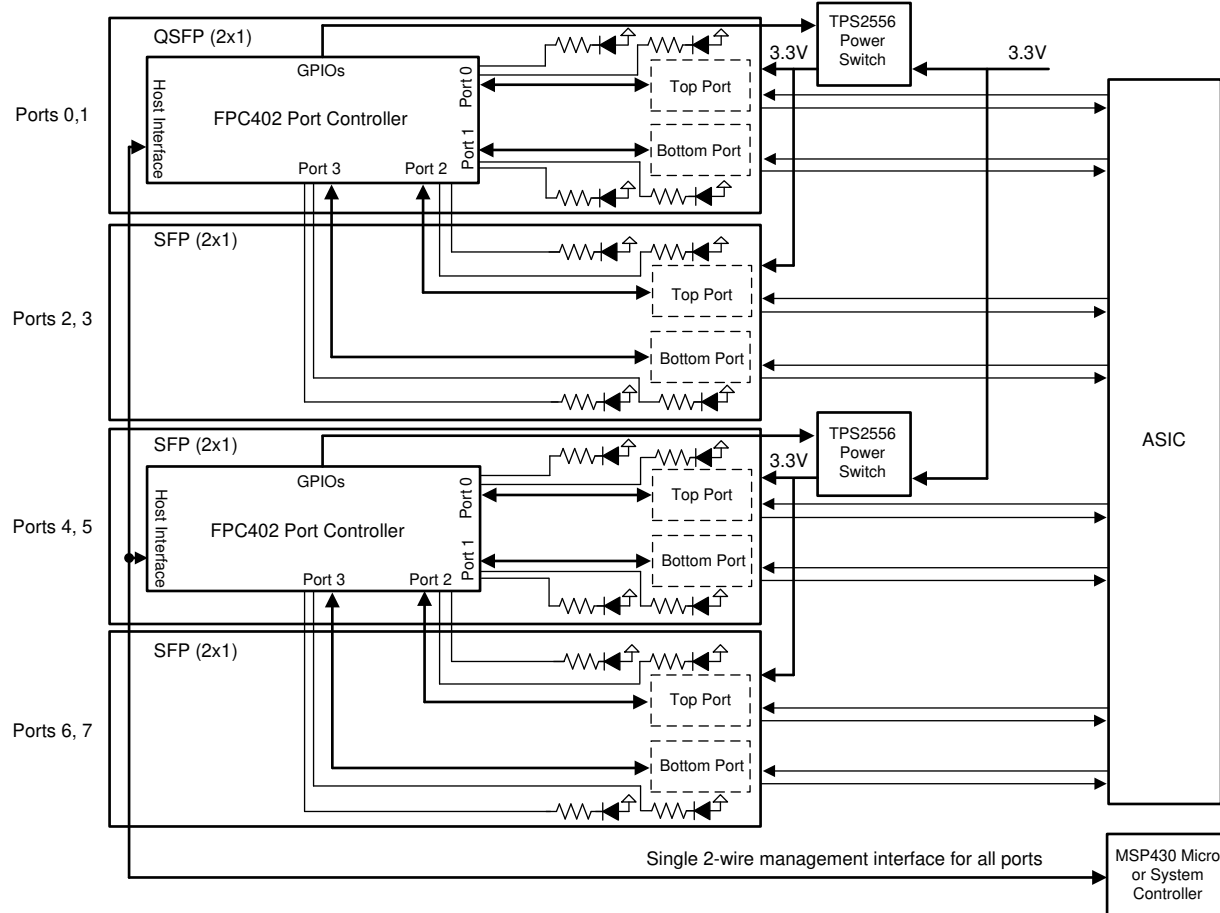 QSFP (2x1)
GPIOs
Host Interface
FPC402 Port Controller
Port 0
Port 1
Port 3
Port 2
Top Port
Bottom Port
Ports 0,1
TPS2556
Power
Switch
3.3V
3.3V
SFP (2x1)
Top Port
Bottom Port
Ports 2, 3
SFP (2x1)
GPIOs
Host Interface
FPC402 Port Controller
Port 0
Port 1
Port 3
Port 2
Top Port
Bottom Port
Ports 4, 5
TPS2556
Power
Switch
3.3V
ASIC
SFP (2x1)
Top Port
Bottom Port
Ports 6, 7
Single 2-wire management interface for all ports
MSP430 Micro
or System
Controller